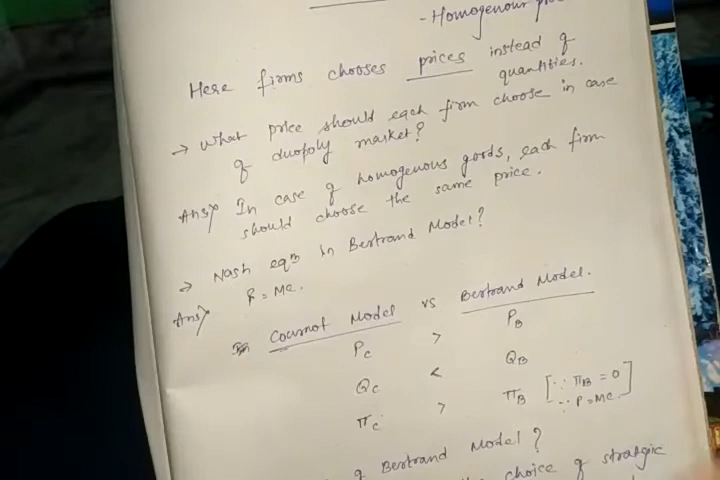 - Homogenous
Here firms chooses prices instead of quantities.
→ What price should each firm choose in case
of duopoly market?
Ans> In case of homogenous goods, each firm
should choose the same price.
→ Nash eqm in Bertrand Model?
Ans> P = MC.
Cournot Model vs Bertrand Model.
Pc > PB
Qc < QB
πc > πB [∵ πB = 0
∵ P = MC.]
of Bertrand Model?
choice of stratgic